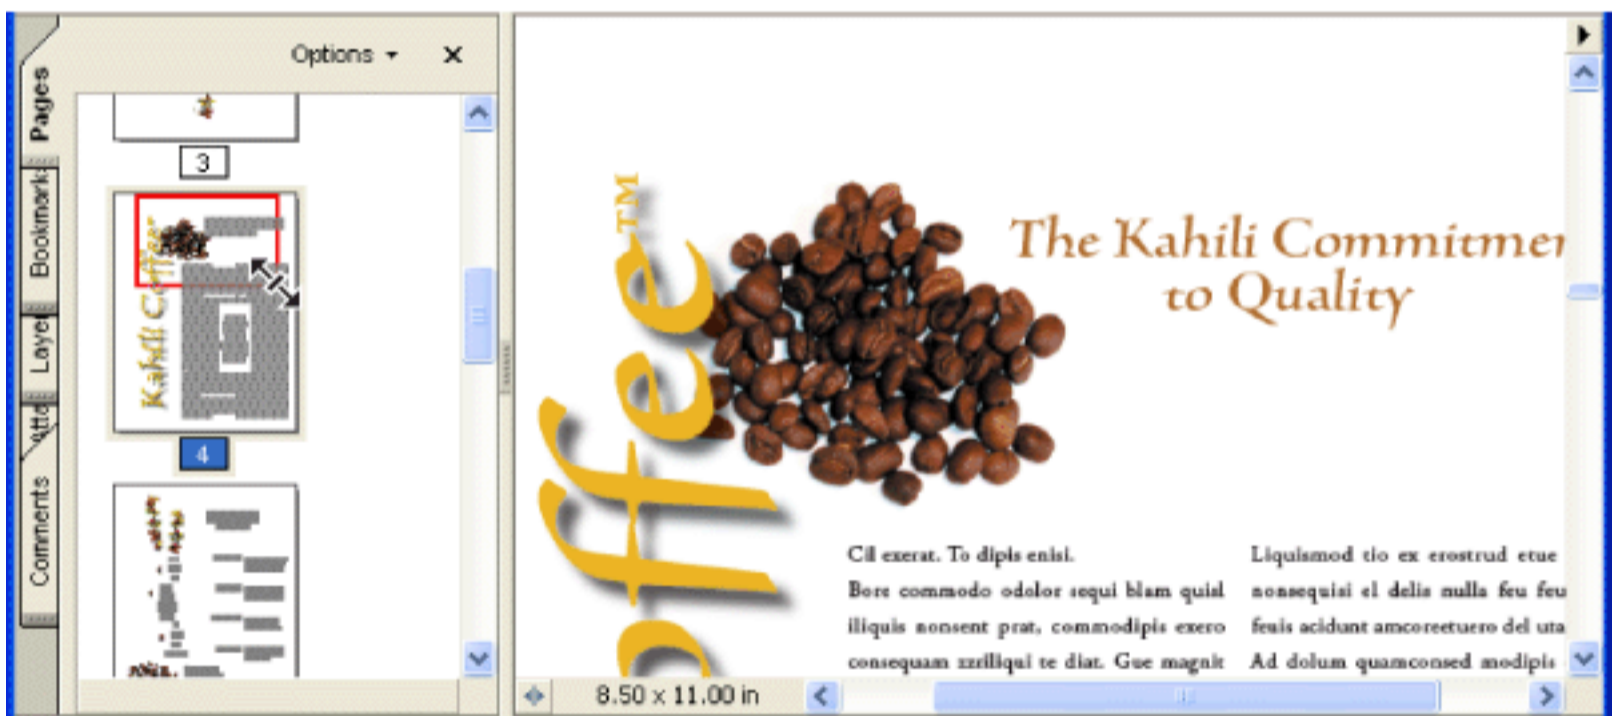 Options
Pages
Bookmark
Laye
Atta
Comments
3
Kahili Coffee
4
™
ffee
The Kahili Commitmen
to Quality
Cil exerat. To dipis enisi.
Bore commodo odolor sequi blam quisl
iliquis nonsent prat, commodipis exero
consequam zzriliqui te diat. Gue magnit
Liquismod tio ex erostrud etue
nonsequisi el delis nulla feu feu
feuis acidunt amcoreetuero del uta
Ad dolum quamconsed modipis
8.50 x 11.00 in